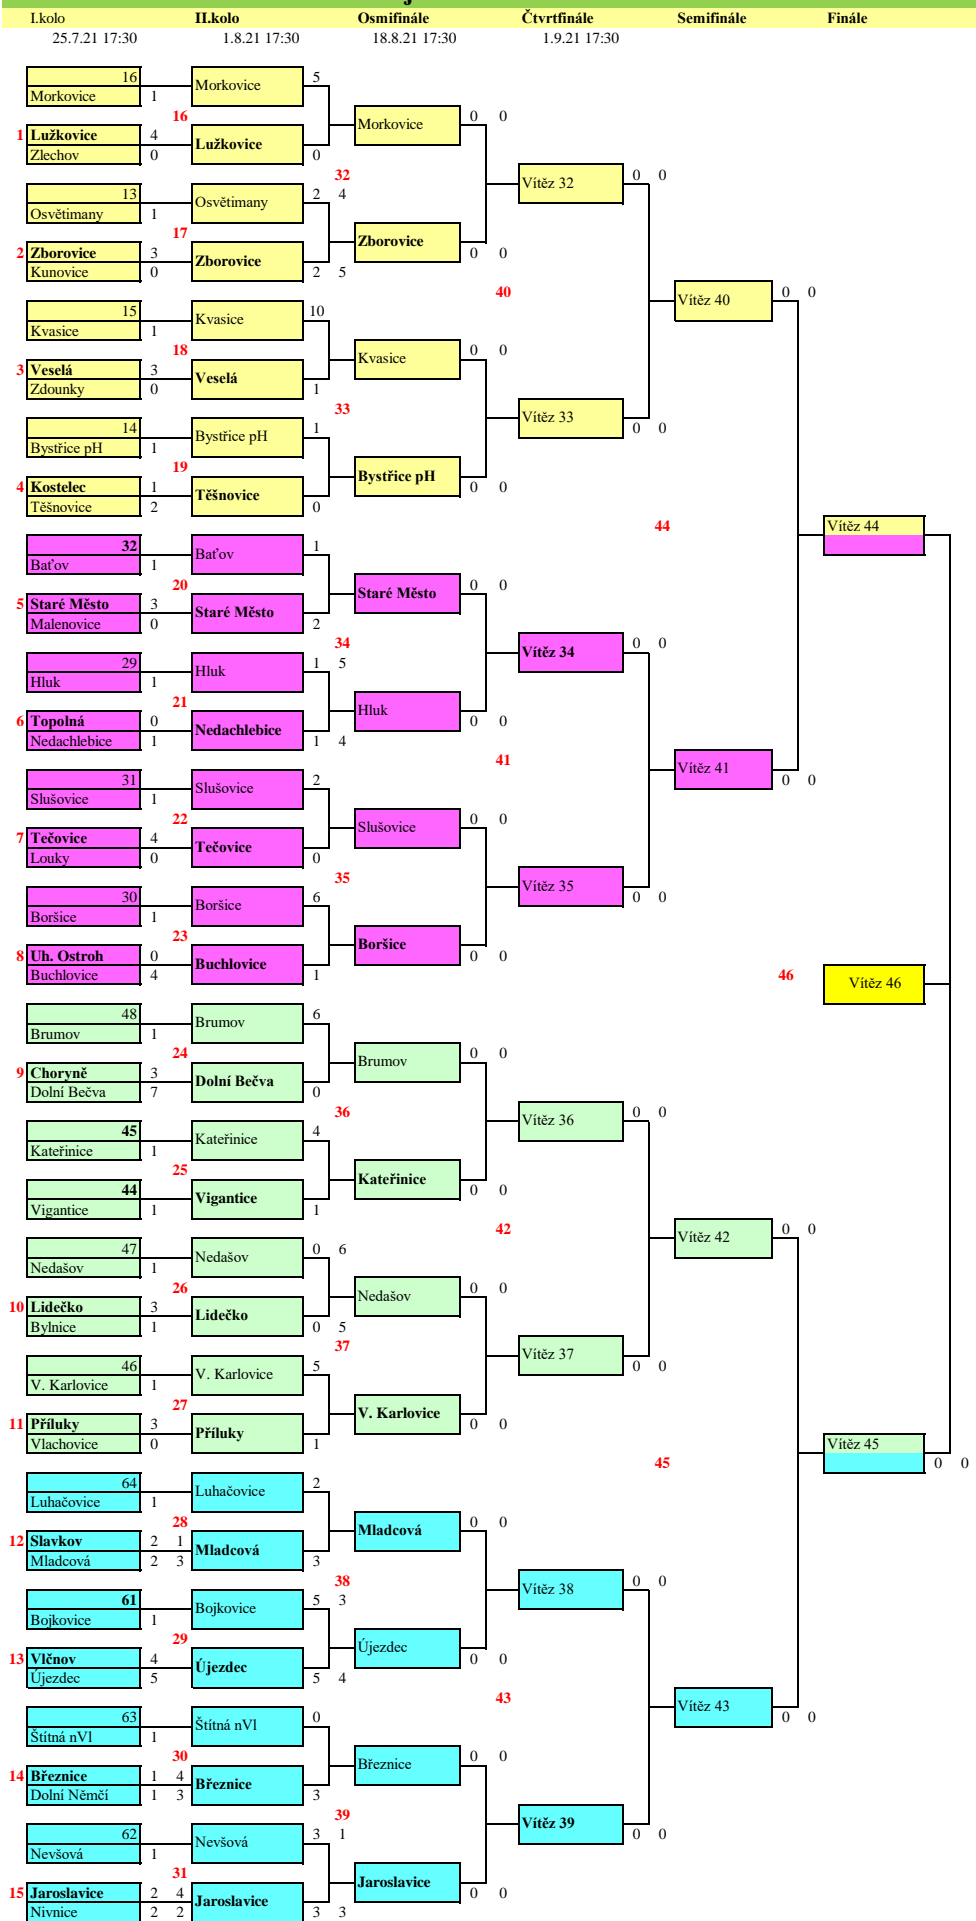 I.kolo II.kolo Osmifinále Čtvrtfinále Semifinále Finále
25.7.21 17:30 1.8.21 17:30 18.8.21 17:30 1.9.21 17:30
16 5
Morkovice 1 Morkovice
16 Morkovice 0 0
1 Lužkovice 4 Lužkovice
Zlechov 0 0
32 Vítěz 32 0 0
13 2 4
Osvětimany 1 Osvětimany
17 Zborovice
2 Zborovice 3 Zborovice 0 0
Kunovice 0 2 5
40 Vítěz 40 0 0
15 Kvasice 10
Kvasice 1
18 Kvasice 0 0
3 Veselá 3 Veselá
Zdounky 0 1
33 Vítěz 33
14 Bystřice pH 1 0 0
Bystřice pH 1
19 Bystřice pH
4 Kostelec 1 Těšnovice 0 0
Těšnovice 2 0
44 Vítěz 44
32 Baťov 1
Baťov 1
20 Staré Město 0 0
5 Staré Město 3 Staré Město
Malenovice 0 2
34 Vítěz 34 0 0
29 Hluk 1 5
Hluk 1
21 Hluk
6 Topolná 0 Nedachlebice 0 0
Nedachlebice 1 1 4
41 Vítěz 41
31 Slušovice 2 0 0
Slušovice 1
22 Slušovice 0 0
7 Tečovice 4 Tečovice
Louky 0 0
35 Vítěz 35
30 Boršice 6 0 0
Boršice 1
23 Boršice
8 Uh. Ostroh 0 Buchlovice 0 0
Buchlovice 4 1
46 Vítěz 46
48 Brumov 6
Brumov 1
24 Brumov 0 0
9 Choryně 3 Dolní Bečva
Dolní Bečva 7 0
36 Vítěz 36 0 0
45 Kateřinice 4
Kateřinice 1
25 Kateřinice
44 Vigantice 0 0
Vigantice 1 1
42 Vítěz 42 0 0
47 Nedašov 0 6
Nedašov 1
26 Nedašov 0 0
10 Lidečko 3 Lidečko
Bylnice 1 0 5
37 Vítěz 37
46 V. Karlovice 5 0 0
V. Karlovice 1
27 V. Karlovice
11 Příluky 3 Příluky 0 0
Vlachovice 0 1
45 Vítěz 45 0 0
64 Luhačovice 2
Luhačovice 1
28 Mladcová 0 0
12 Slavkov 2 1 Mladcová
Mladcová 2 3 3
38 Vítěz 38 0 0
61 Bojkovice 5 3
Bojkovice 1
29 Újezdec
13 Vlčnov 4 Újezdec 0 0
Újezdec 5 5 4
43 Vítěz 43
63 Štítná nVl 0 0 0
Štítná nVl 1
30 Březnice 0 0
14 Březnice 1 4 Březnice
Dolní Němčí 1 3 3
39 Vítěz 39
62 Nevšová 3 1 0 0
Nevšová 1
31 Jaroslavice
15 Jaroslavice 2 4 Jaroslavice 0 0
Nivnice 2 2 3 3